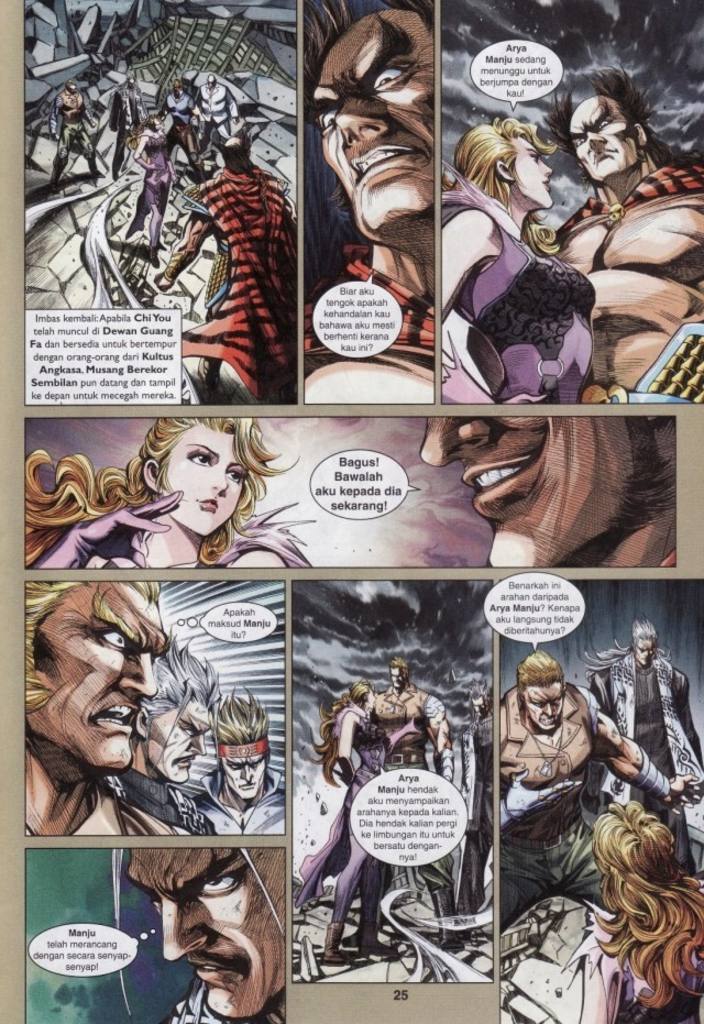 Imbas kembali: Apabila Chi You
telah muncul di Dewan Guang
Fa dan bersedia untuk bertempur
dengan orang-orang dari Kultus
Angkasa, Musang Berekor
Sembilan pun datang dan tampil
ke depan untuk mecegah mereka.
Biar aku
tengok apakah
kehandalan kau
bahawa aku mesti
berhenti kerana
kau ini?
Arya
Manju sedang
menunggu untuk
berjumpa dengan
kau!
Bagus!
Bawalah
aku kepada dia
sekarang!
Apakah
maksud Manju
itu?
Arya
Manju hendak
aku menyampaikan
arahanya kepada kalian.
Dia hendak kalian pergi
ke limbungan itu untuk
bersatu dengan-
nya!
Benarkah ini
arahan daripada
Arya Manju? Kenapa
aku langsung tidak
diberitahunya?
Manju
telah merancang
dengan secara senyap-
senyap!
25